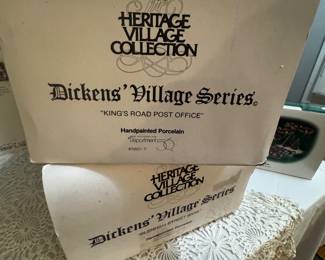 The
HERITAGE
VILLAGE
COLLECTION
Dickens' Village Series©
"KING'S ROAD POST OFFICE"
Handpainted Porcelain
Department 56
HERITAGE
VILLAGE
COLLECTION
Dickens' Village Series